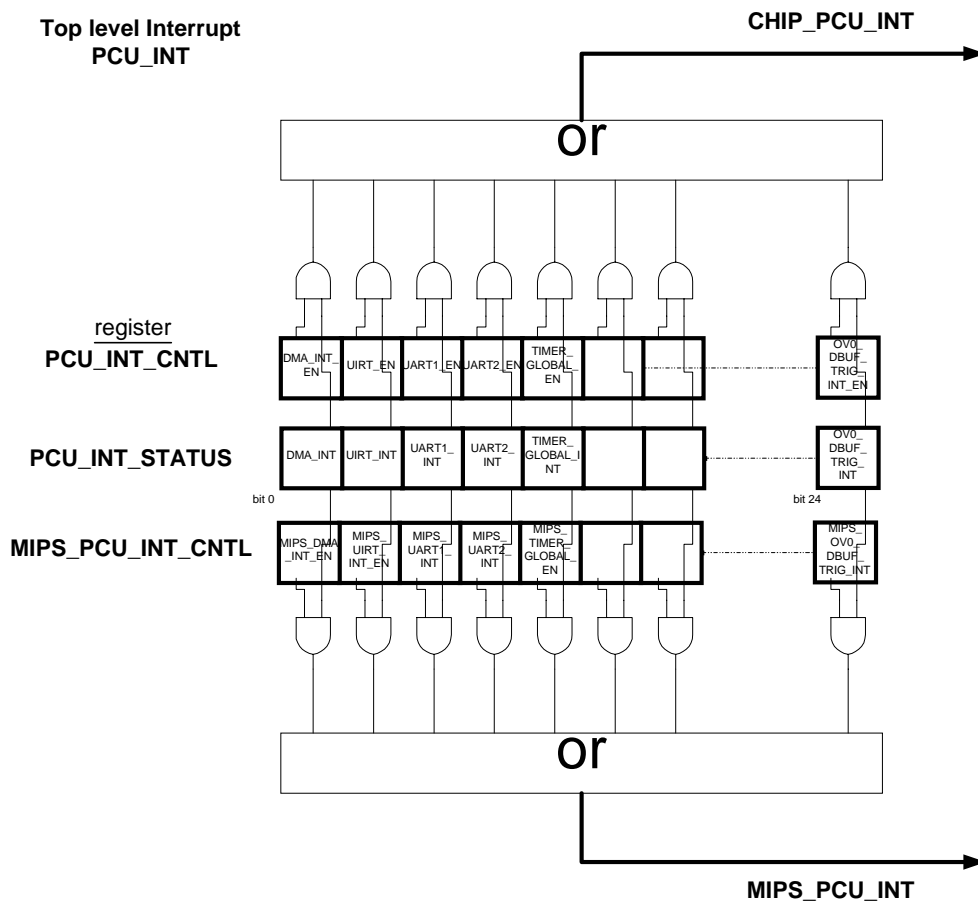 Top level Interrupt
PCU_INT
CHIP_PCU_INT
or
register
PCU_INT_CNTL
DMA_INT_
EN
UIRT_EN
UART1_EN
UART2_EN
TIMER_
GLOBAL_
EN
OV0_
DBUF_
TRIG_
INT_EN
PCU_INT_STATUS
DMA_INT
UIRT_INT
UART1_
INT
UART2_
INT
TIMER_
GLOBAL_I
NT
OV0_
DBUF_
TRIG_
INT
bit 0
bit 24
MIPS_PCU_INT_CNTL
MIPS_DMA
_INT_EN
MIPS_
UIRT_
INT_EN
MIPS_
UART1_
INT
MIPS_
UART2_
INT
MIPS_
TIMER_
GLOBAL_
EN
MIPS_
OV0_
DBUF_
TRIG_INT
or
MIPS_PCU_INT